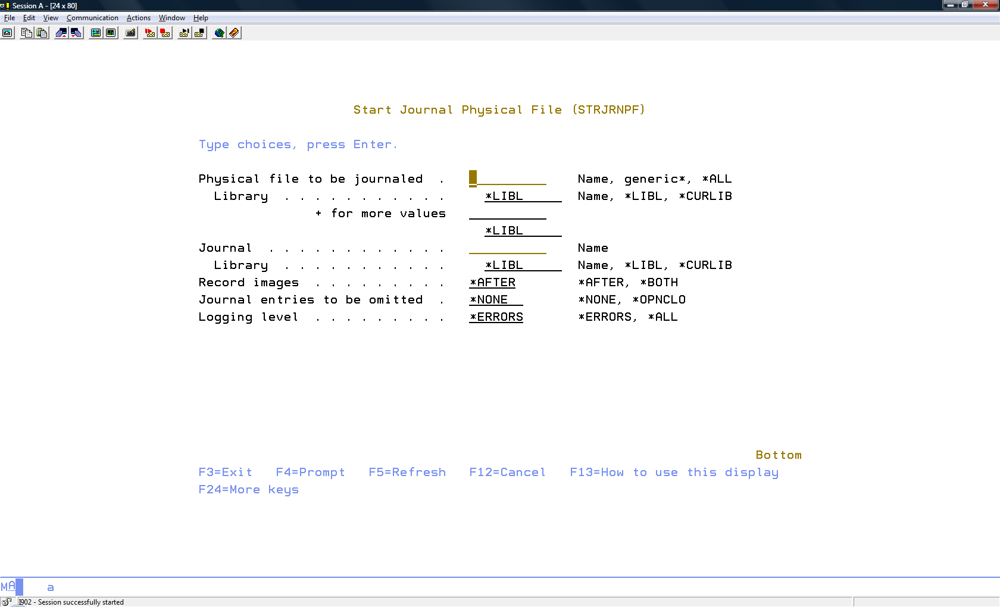 Session A - [24 x 80]
File Edit View Communication Actions Window Help
Start Journal Physical File (STRJRNPF)
Type choices, press Enter.
Physical file to be journaled . Name, generic*, *ALL
Library . . . . . . . . . . . *LIBL Name, *LIBL, *CURLIB
+ for more values
*LIBL
Journal . . . . . . . . . . . . Name
Library . . . . . . . . . . . *LIBL Name, *LIBL, *CURLIB
Record images . . . . . . . . . *AFTER *AFTER, *BOTH
Journal entries to be omitted . *NONE *NONE, *OPNCLO
Logging level . . . . . . . . . *ERRORS *ERRORS, *ALL
Bottom
F3=Exit F4=Prompt F5=Refresh F12=Cancel F13=How to use this display
F24=More keys
MA a
I902 - Session successfully started